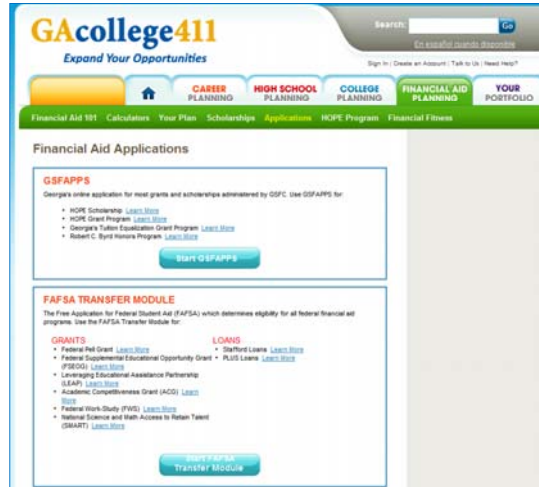 GAcollege411
Expand Your Opportunities
Search:
Go
En español cuando disponible
Sign In | Create an Account | Talk to Us | Need Help?
CAREER
PLANNING
HIGH SCHOOL
PLANNING
COLLEGE
PLANNING
FINANCIAL AID
PLANNING
YOUR
PORTFOLIO
Financial Aid 101 Calculators Your Plan Scholarships Applications HOPE Program Financial Fitness
Financial Aid Applications
GSFAPPS
Georgia's online application for most grants and scholarships administered by GSFC. Use GSFAPPS for:
• HOPE Scholarship Learn More
• HOPE Grant Program Learn More
• Georgia's Tuition Equalization Grant Program Learn More
• Robert C. Byrd Honors Program Learn More
Start GSFAPPS
FAFSA TRANSFER MODULE
The Free Application for Federal Student Aid (FAFSA) which determines eligibility for all federal financial aid
programs. Use the FAFSA Transfer Module for:
GRANTS
• Federal Pell Grant Learn More
• Federal Supplemental Educational Opportunity Grant
(FSEOG) Learn More
• Leveraging Educational Assistance Partnership
(LEAP) Learn More
• Academic Competitiveness Grant (ACG) Learn
More
• Federal Work-Study (FWS) Learn More
• National Science and Math Access to Retain Talent
(SMART) Learn More
LOANS
• Stafford Loans Learn More
• PLUS Loans Learn More
Start FAFSA
Transfer Module